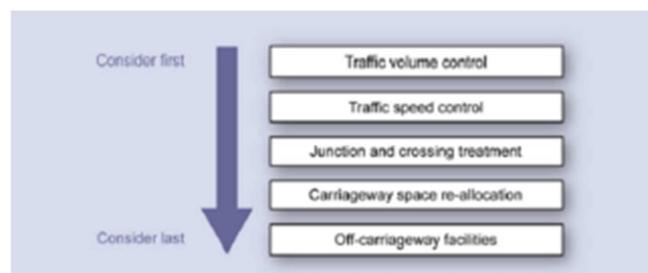 Consider first
Traffic volume control
Traffic speed control
Junction and crossing treatment
Carriageway space re-allocation
Consider last
Off-carriageway facilities